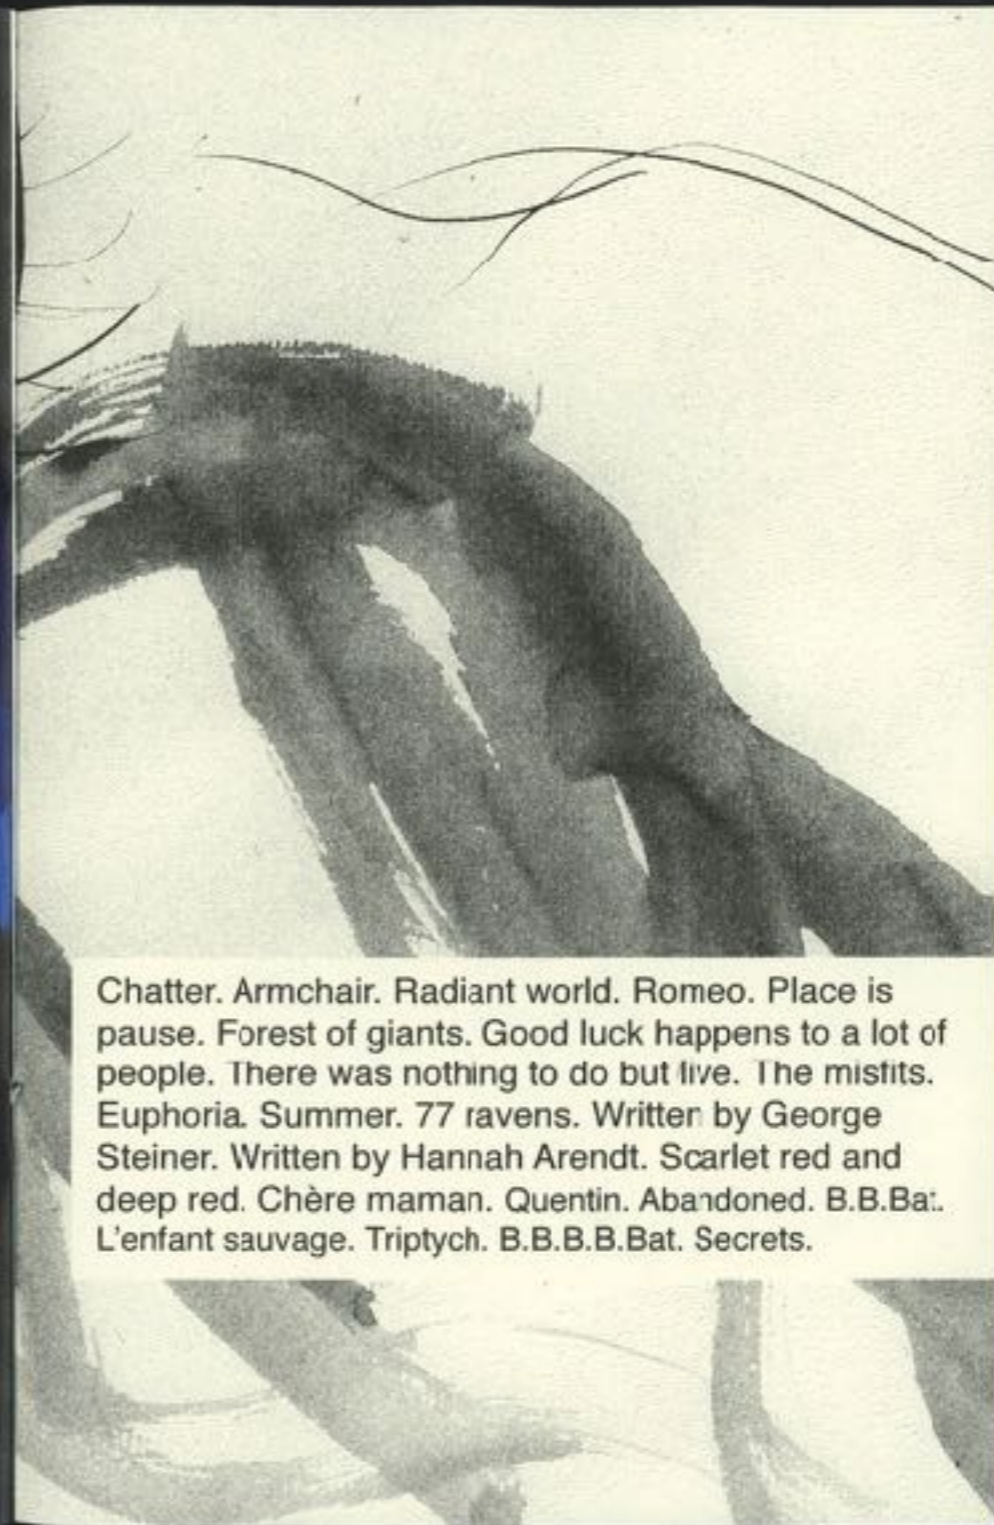 Chatter. Armchair. Radiant world. Romeo. Place is
pause. Forest of giants. Good luck happens to a lot of
people. There was nothing to do but live. The misfits.
Euphoria. Summer. 77 ravens. Written by George
Steiner. Written by Hannah Arendt. Scarlet red and
deep red. Chère maman. Quentin. Abandoned. B.B.Bat.
L'enfant sauvage. Triptych. B.B.B.B.Bat. Secrets.